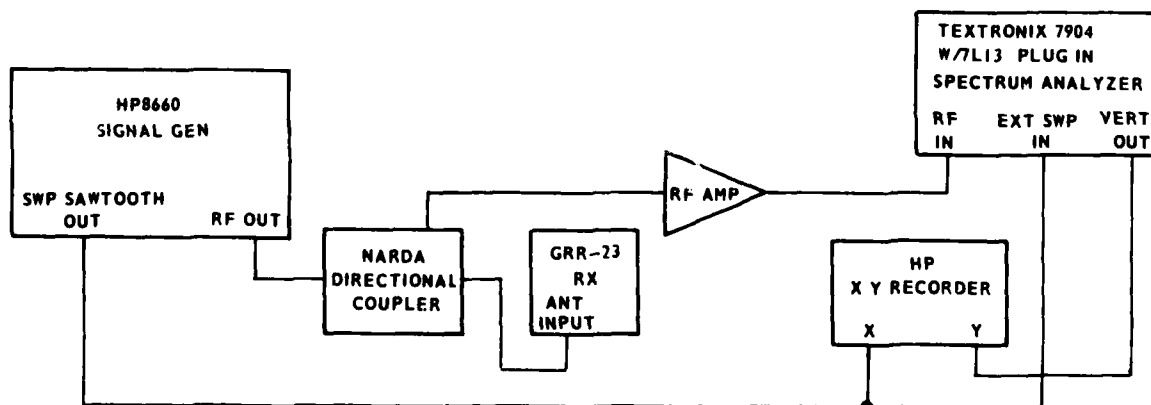 HP8660
SIGNAL GEN
SWP SAWTOOTH
OUT
RF OUT
NARDA
DIRECTIONAL
COUPLER
GRR-23
RX
ANT
INPUT
RF AMP
TEXTRONIX 7904
W/7L13 PLUG IN
SPECTRUM ANALYZER
RF
IN
EXT SWP
IN
VERT
OUT
HP
X Y RECORDER
X
Y